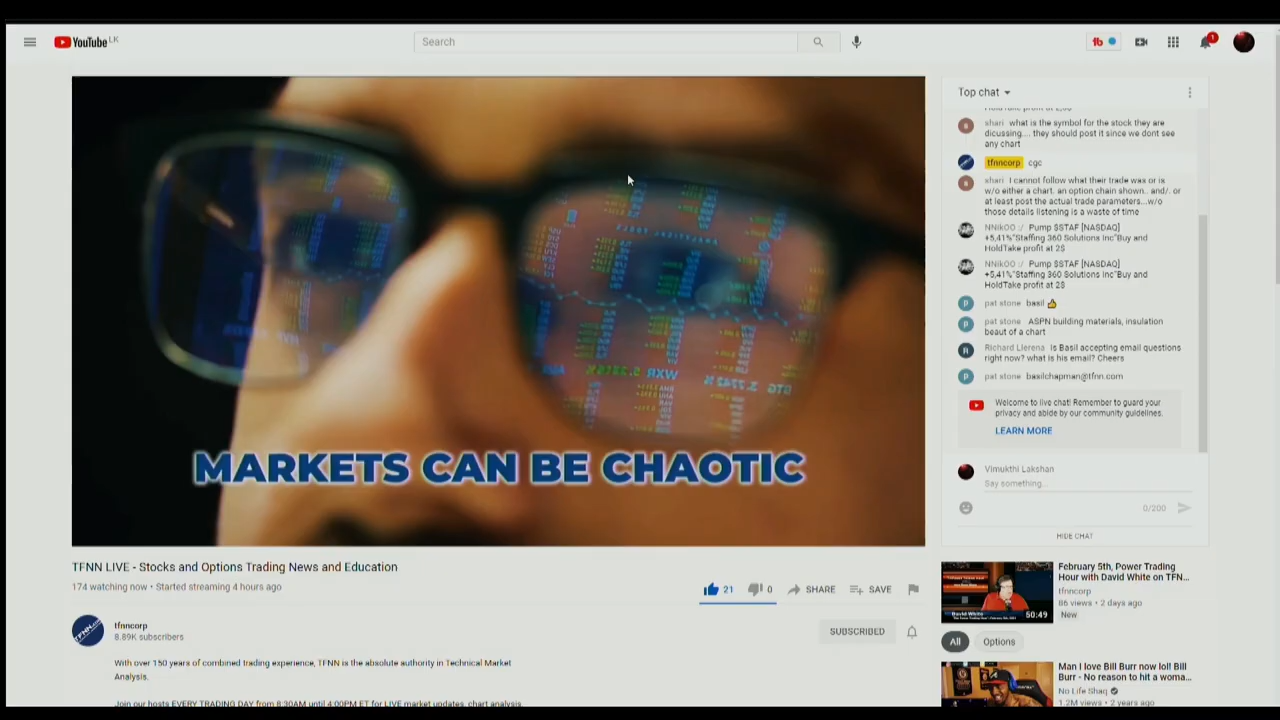 YouTube LK
Search
1
Top chat
shari what is the symbol for the stock they are
dicussing.... they should post it since we dont see
any chart
tfnncorp cgc
shari I cannot follow what their trade was or is
w/o either a chart. an option chain shown.. and/. or
at least post the actual trade parameters...w/o
those details listening is a waste of time
NNikOO :/ Pump $STAF [NASDAQ]
+5,41%"Staffing 360 Solutions Inc"Buy and
HoldTake profit at 2$
NNikOO :/ Pump $STAF [NASDAQ]
+5,41%"Staffing 360 Solutions Inc"Buy and
HoldTake profit at 2$
pat stone basil 👍
pat stone ASPN building materials, insulation
beaut of a chart
Richard Llerena Is Basil accepting email questions
right now? what is his email? Cheers
pat stone basilchapman@tfnn.com
Welcome to live chat! Remember to guard your
privacy and abide by our community guidelines.
LEARN MORE
Vimukthi Lakshan
Say something...
0/200
HIDE CHAT
MARKETS CAN BE CHAOTIC
TFNN LIVE - Stocks and Options Trading News and Education
174 watching now • Started streaming 4 hours ago
21 0 SHARE SAVE
tfnncorp
8.89K subscribers
SUBSCRIBED
With over 150 years of combined trading experience, TFNN is the absolute authority in Technical Market
Analysis.
Join our hosts EVERY TRADING DAY from 8:30AM until 4:00PM ET for LIVE market updates, chart analysis,
February 5th, Power Trading
Hour with David White on TFN...
tfnncorp
86 views • 2 days ago
New
David White
50:49
All
Options
Man I love Bill Burr now lol! Bill
Burr - No reason to hit a woma...
No Life Shaq
1.2M views • 2 years ago